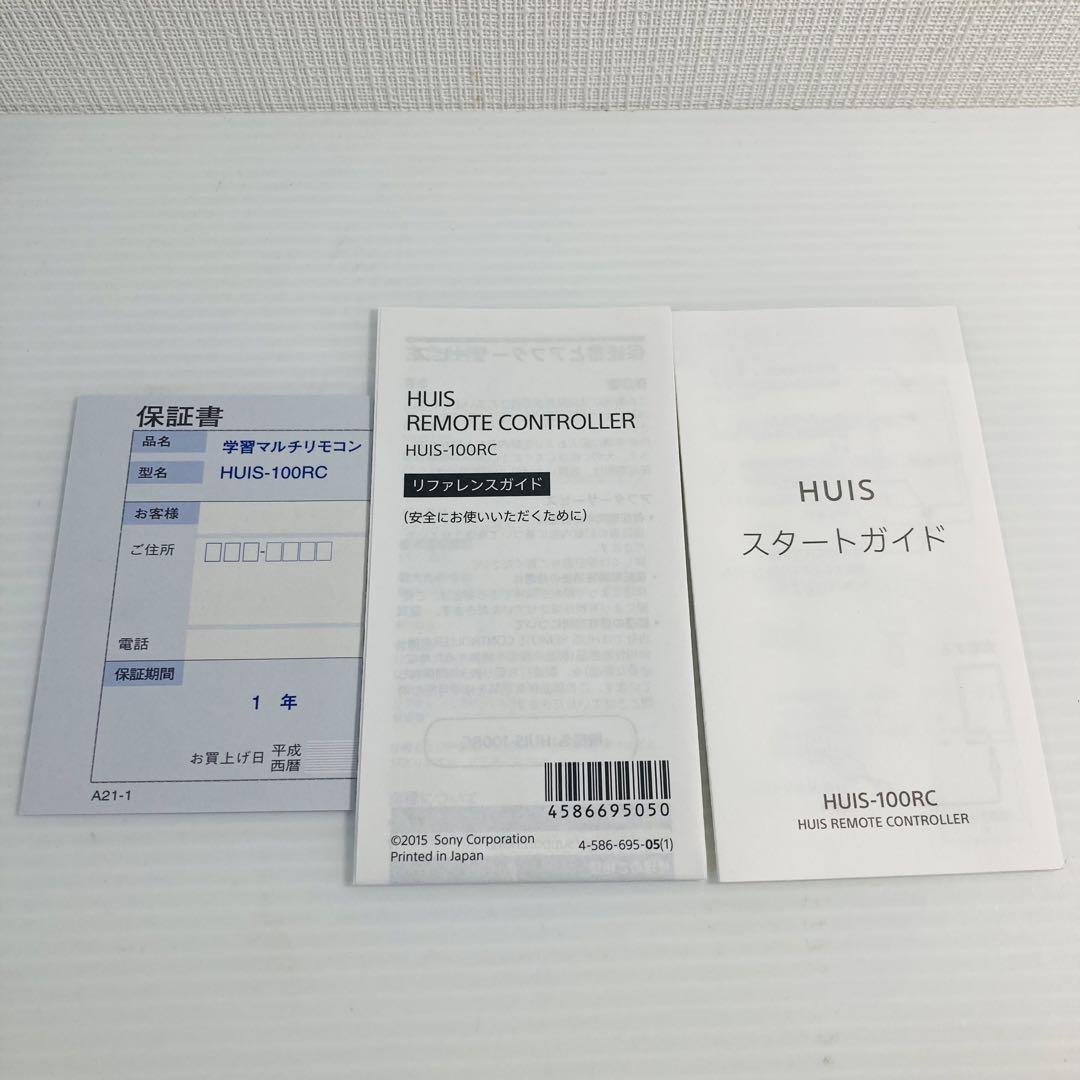 保証書
品名 学習マルチリモコン
型名 HUIS-100RC
お客様
ご住所
電話
保証期間
1 年
お買上げ日 平成
西暦
A21-1
HUIS
REMOTE CONTROLLER
HUIS-100RC
リファレンスガイド
(安全にお使いいただくために)
4586695050
©2015 Sony Corporation
Printed in Japan
4-586-695-05(1)
HUIS
スタートガイド
HUIS-100RC
HUIS REMOTE CONTROLLER